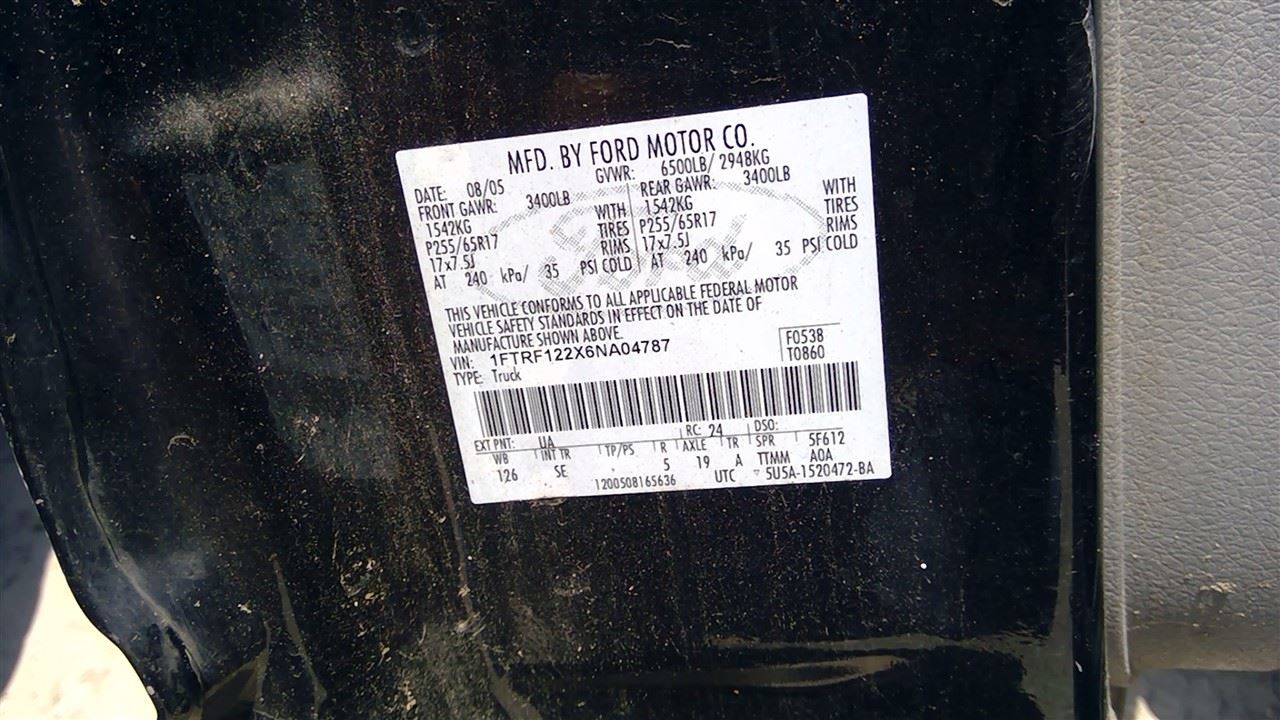 MFD. BY FORD MOTOR CO.
DATE: 08/05 GVWR: 6500LB/ 2948KG
FRONT GAWR: 3400LB REAR GAWR: 3400LB
1542KG WITH 1542KG WITH
P255/65R17 TIRES P255/65R17 TIRES
17x7.5J RIMS 17x7.5J RIMS
AT 240 kPa/ 35 PSI COLD AT 240 kPa/ 35 PSI COLD
THIS VEHICLE CONFORMS TO ALL APPLICABLE FEDERAL MOTOR
VEHICLE SAFETY STANDARDS IN EFFECT ON THE DATE OF
MANUFACTURE SHOWN ABOVE.
VIN: 1FTRF122X6NA04787 F0538
TYPE: Truck T0860
EXT PNT: UA RC: 24 DSO:
WB INT TR TP/PS R AXLE TR SPR 5F612
126 SE 5 19 A TTMM A0A
1200508165636 UTC 5U5A-1520472-BA
Ford